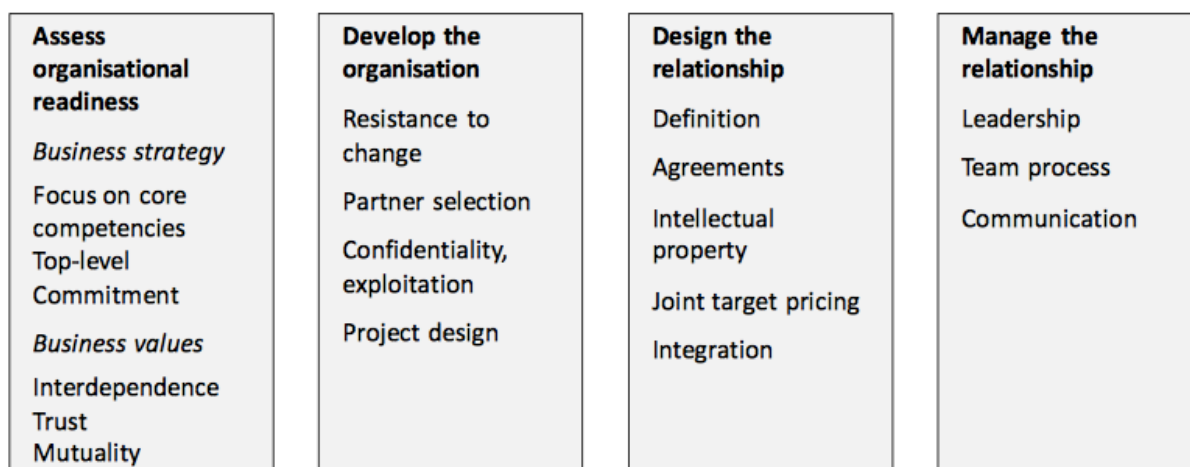 Assess
organisational
readiness
Business strategy
Focus on core
competencies
Top-level
Commitment
Business values
Interdependence
Trust
Mutuality
Develop the
organisation
Resistance to
change
Partner selection
Confidentiality,
exploitation
Project design
Design the
relationship
Definition
Agreements
Intellectual
property
Joint target pricing
Integration
Manage the
relationship
Leadership
Team process
Communication